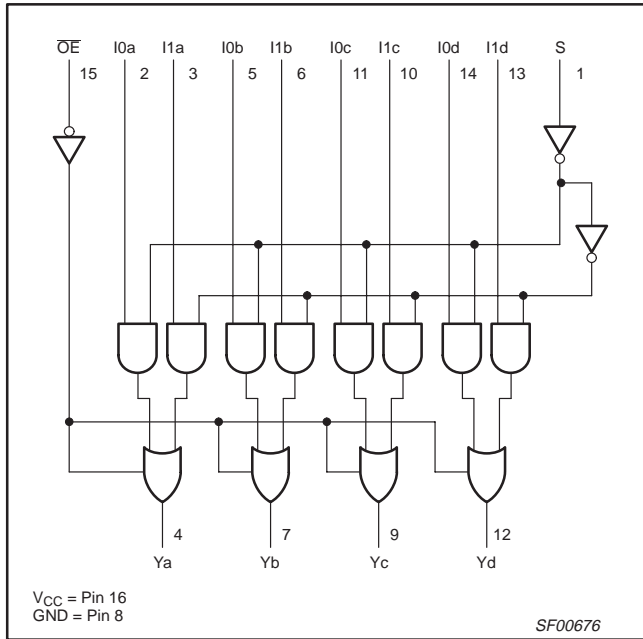 OE I0a I1a I0b I1b I0c I1c I0d I1d S
15 2 3 5 6 11 10 14 13 1
4 7 9 12
Ya Yb Yc Yd
VCC = Pin 16
GND = Pin 8
SF00676